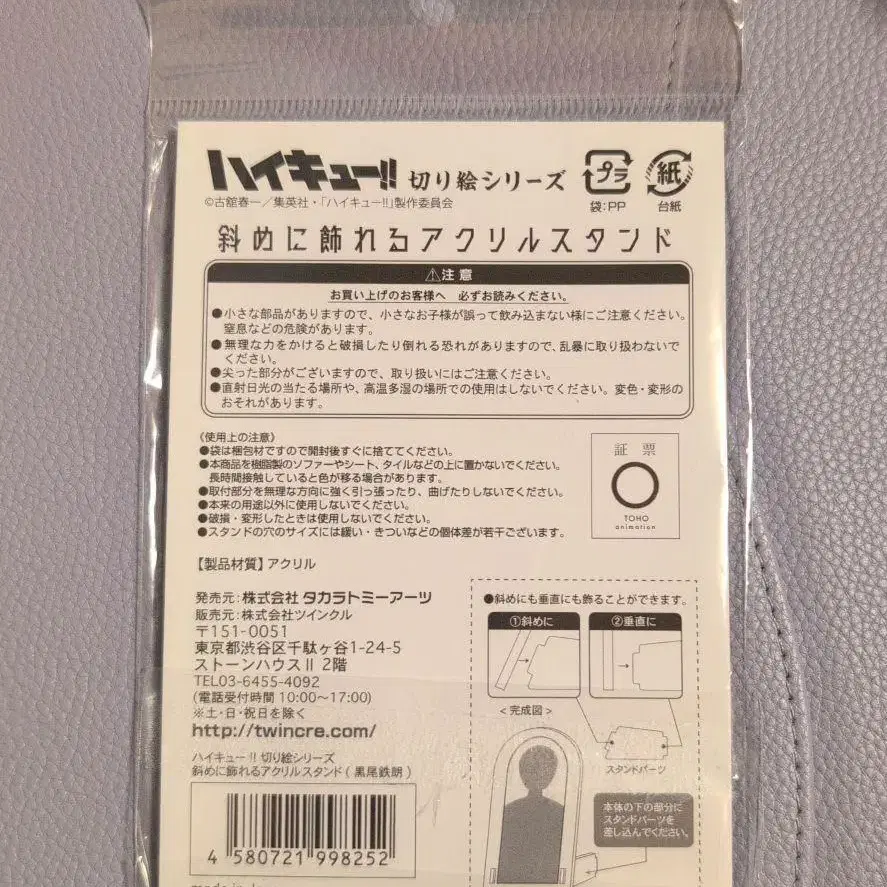 ハイキュー!! 切り絵シリーズ
プラ
袋:PP
紙
台紙
©古舘春一/集英社・「ハイキュー!!」製作委員会
斜めに飾れるアクリルスタンド
⚠注意
お買い上げのお客様へ 必ずお読みください。
●小さな部品がありますので、小さなお子様が誤って飲み込まない様にご注意ください。
窒息などの危険があります。
●無理な力をかけると破損したり倒れる恐れがありますので、乱暴に取り扱わないで
ください。
●尖った部分がございますので、取り扱いにはご注意ください。
●直射日光の当たる場所や、高温多湿の場所での使用はしないでください。変色・変形の
おそれがあります。
〈使用上の注意〉
●袋は梱包材ですので開封後すぐに捨ててください。
●本商品を樹脂製のソファーやシート、タイルなどの上に置かないでください。
長時間接触していると色が移る場合があります。
●取付部分を無理な方向に強く引っ張ったり、曲げたりしないでください。
●本来の用途以外に使用しないでください。
●破損・変形したときは使用しないでください。
●スタンドの穴のサイズには緩い・きついなどの個体差が若干ございます。
証票
TOHO
animation
【製品材質】アクリル
発売元:株式会社 タカラトミーアーツ
販売元:株式会社ツインクル
〒151-0051
東京都渋谷区千駄ヶ谷1-24-5
ストーンハウスⅡ 2階
TEL03-6455-4092
(電話受付時間 10:00〜17:00)
※土・日・祝日を除く
http://twincre.com/
ハイキュー!! 切り絵シリーズ
斜めに飾れるアクリルスタンド(黒尾鉄朗)
4 580721 998252
●斜めにも垂直にも飾ることができます。
①斜めに
②垂直に
<完成図>
スタンドパーツ
本体の下の部分に
スタンドパーツを
差し込んでください。